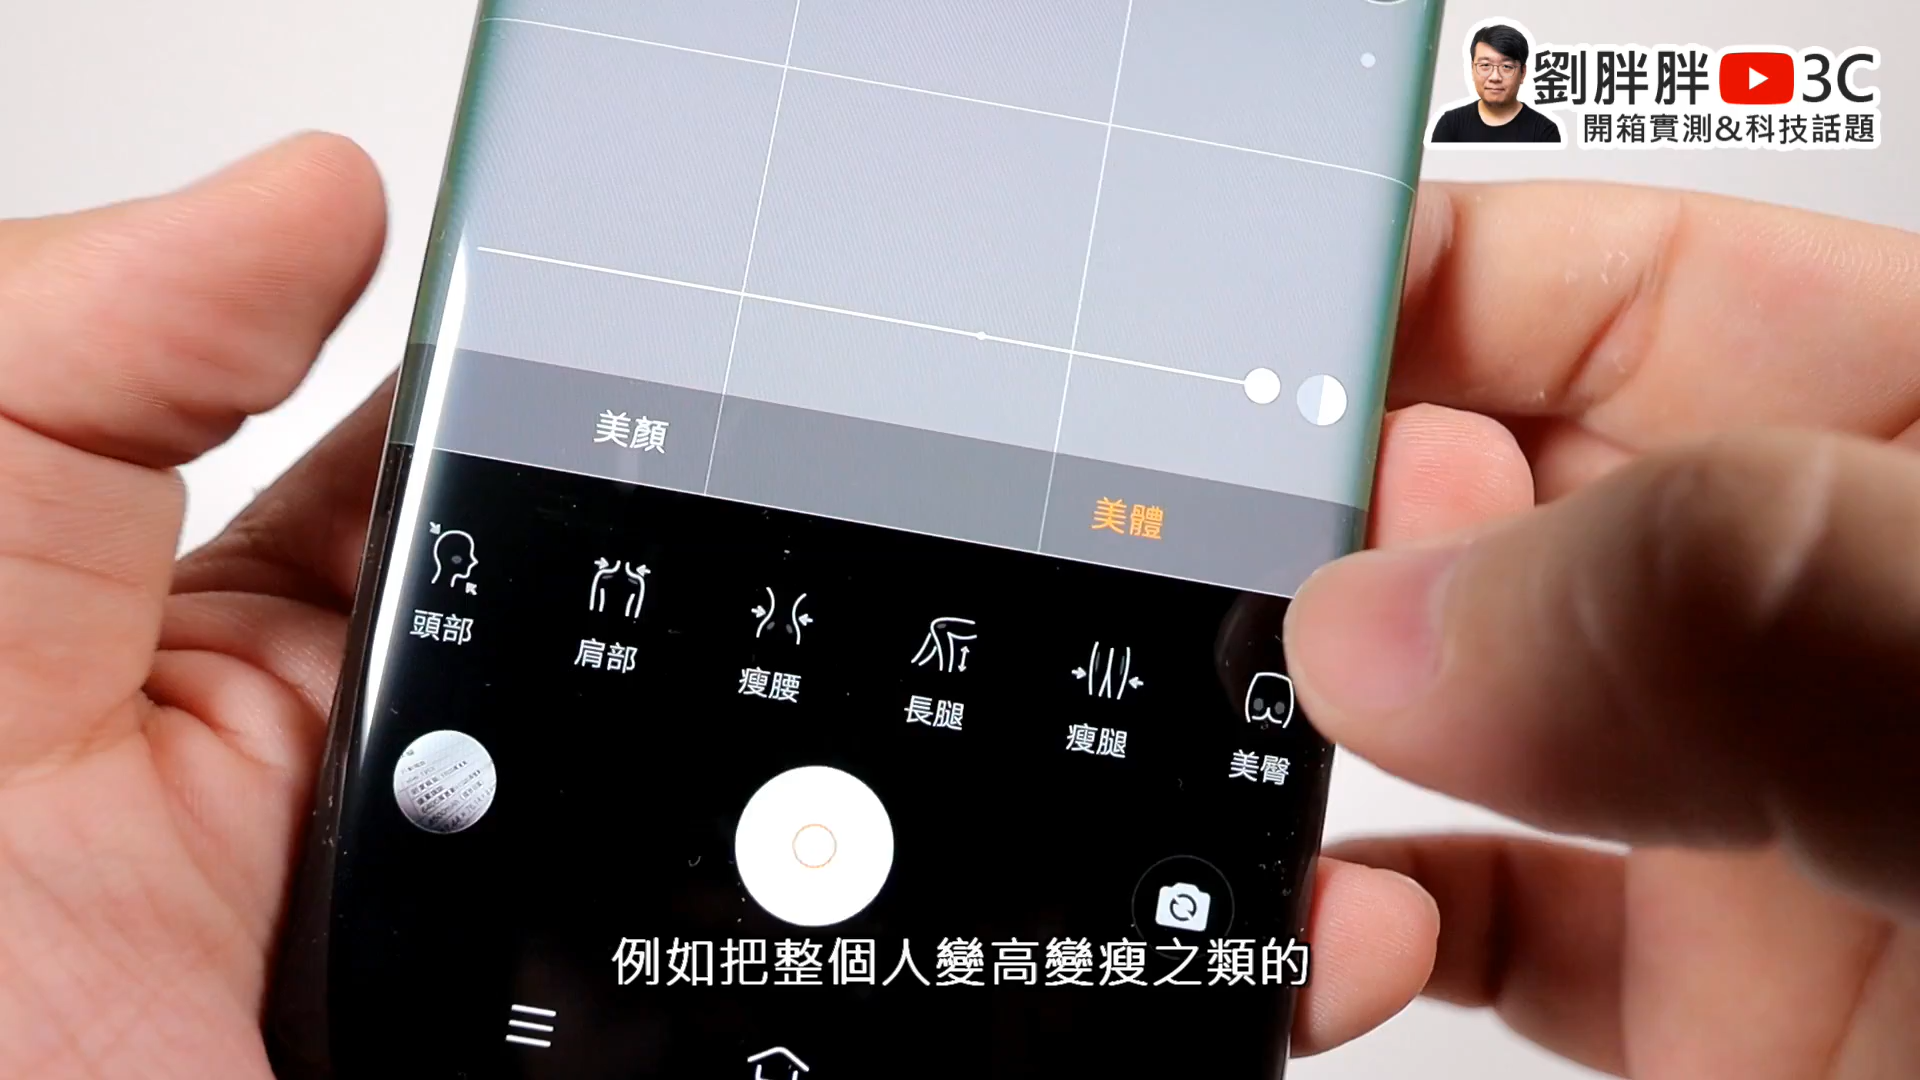 劉胖胖 3C
開箱實測&科技話題
美顏
美體
頭部
肩部
瘦腰
長腿
瘦腿
美臀
例如把整個人變高變瘦之類的